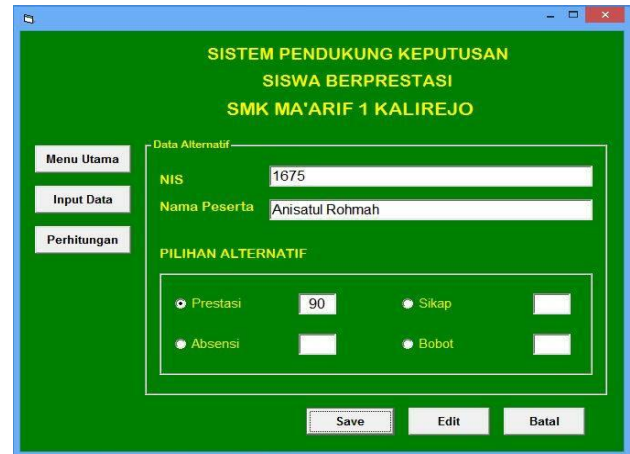 SISTEM PENDUKUNG KEPUTUSAN
SISWA BERPRESTASI
SMK MA'ARIF 1 KALIREJO
Menu Utama
Input Data
Perhitungan
Data Alternatif
NIS 1675
Nama Peserta Anisatul Rohmah
PILIHAN ALTERNATIF
Prestasi 90 Sikap
Absensi Bobot
Save Edit Batal